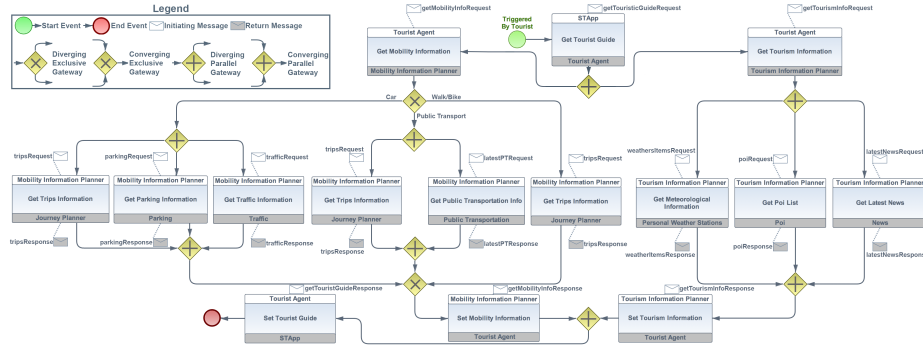 Legend
Start Event
End Event
Initiating Message
Return Message
Diverging
Exclusive
Gateway
Converging
Exclusive
Gateway
Diverging
Parallel
Gateway
Converging
Parallel
Gateway
getMobilityInfoRequest
Tourist Agent
Get Mobility Information
Mobility Information Planner
Triggered
By Tourist
getTouristicGuideRequest
STApp
Get Tourist Guide
Tourist Agent
getTourismInfoRequest
Tourist Agent
Get Tourism Information
Tourism Information Planner
Car
Walk/Bike
Public Transport
tripsRequest
Mobility Information Planner
Get Trips Information
Journey Planner
tripsResponse
parkingRequest
Mobility Information Planner
Get Parking Information
Parking
parkingResponse
trafficRequest
Mobility Information Planner
Get Traffic Information
Traffic
trafficResponse
tripsRequest
Mobility Information Planner
Get Trips Information
Journey Planner
tripsResponse
latestPTRequest
Mobility Information Planner
Get Public Transportation Info
Public Transportation
latestPTResponse
tripsRequest
Mobility Information Planner
Get Trips Information
Journey Planner
tripsResponse
weathersItemsRequest
Tourism Information Planner
Get Meteorological
Information
Personal Weather Stations
weatherItemsResponse
poiRequest
Tourism Information Planner
Get Poi List
Poi
poiResponse
latestNewsRequest
Tourism Information Planner
Get Latest News
News
latestNewsResponse
getTouristGuideResponse
Tourist Agent
Set Tourist Guide
STApp
getMobilityInfoResponse
Mobility Information Planner
Set Mobility Information
Tourist Agent
getTourismInfoResponse
Tourism Information Planner
Set Tourism Information
Tourist Agent